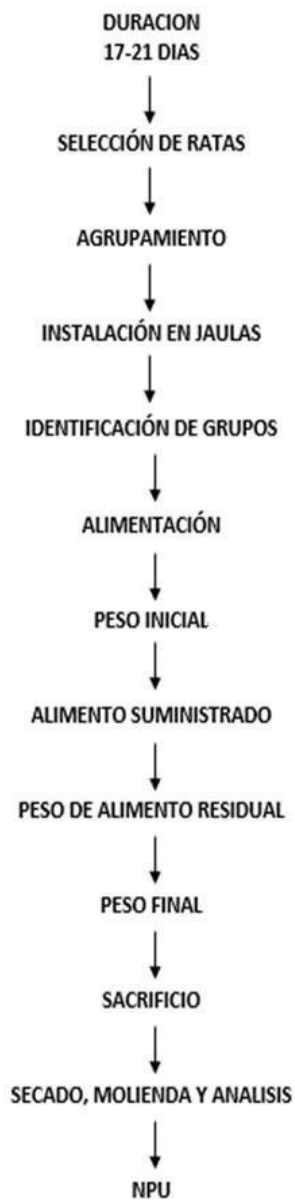 DURACION
17-21 DIAS
SELECCIÓN DE RATAS
AGRUPAMIENTO
INSTALACIÓN EN JAULAS
IDENTIFICACIÓN DE GRUPOS
ALIMENTACIÓN
PESO INICIAL
ALIMENTO SUMINISTRADO
PESO DE ALIMENTO RESIDUAL
PESO FINAL
SACRIFICIO
SECADO, MOLIENDA Y ANALISIS
NPU